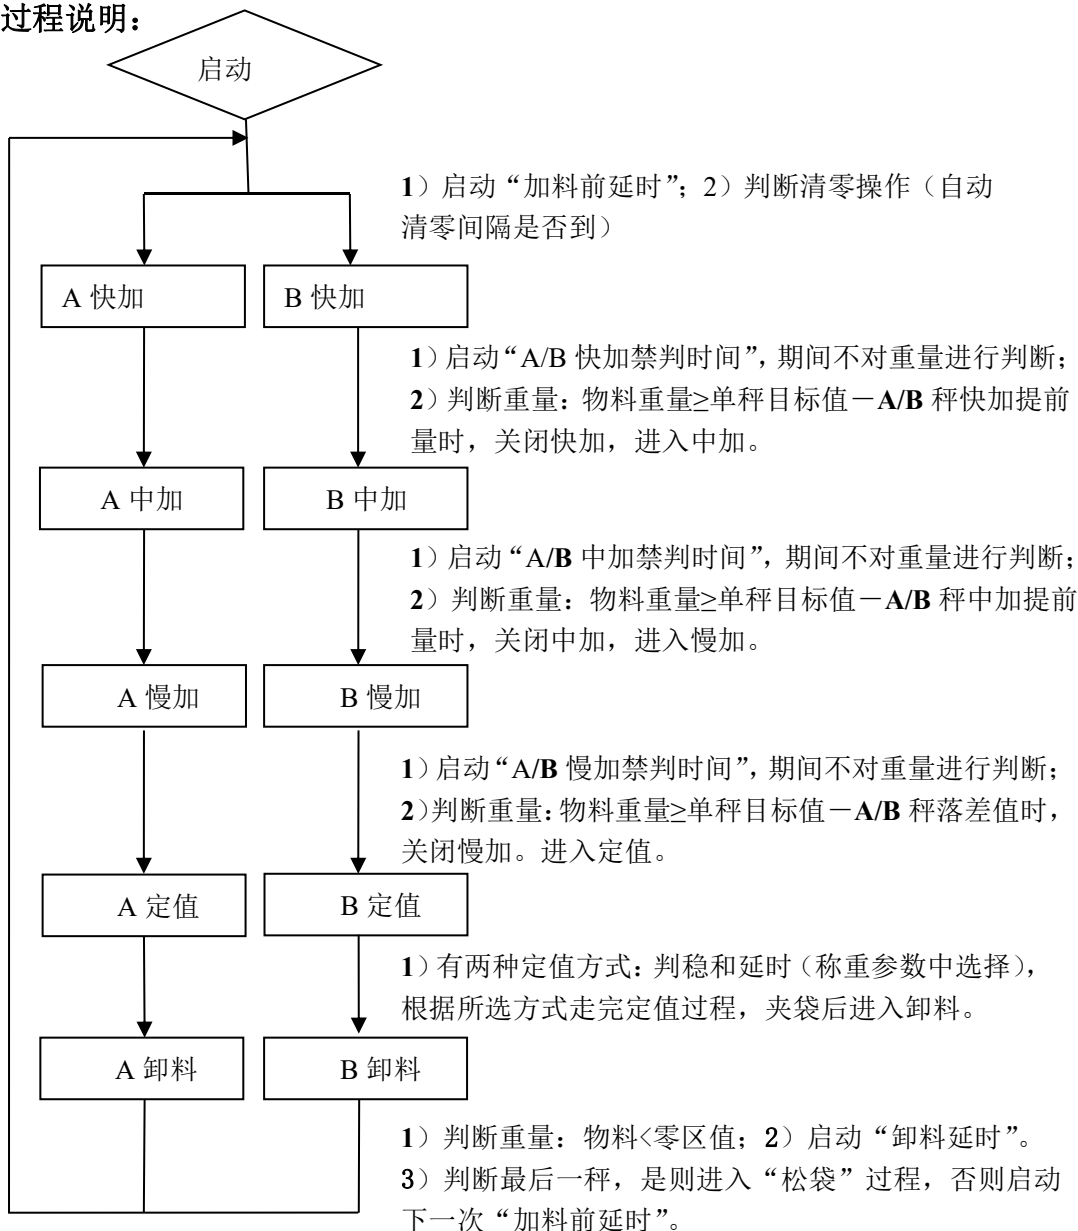 过程说明：
启动
1）启动“加料前延时”；2）判断清零操作（自动
清零间隔是否到）
A 快加
B 快加
1）启动“A/B 快加禁判时间”，期间不对重量进行判断；
2）判断重量：物料重量≥单秤目标值－A/B 秤快加提前
量时，关闭快加，进入中加。
A 中加
B 中加
1）启动“A/B 中加禁判时间”，期间不对重量进行判断；
2）判断重量：物料重量≥单秤目标值－A/B 秤中加提前
量时，关闭中加，进入慢加。
A 慢加
B 慢加
1）启动“A/B 慢加禁判时间”，期间不对重量进行判断；
2）判断重量：物料重量≥单秤目标值－A/B 秤落差值时，
关闭慢加。进入定值。
A 定值
B 定值
1）有两种定值方式：判稳和延时（称重参数中选择），
根据所选方式走完定值过程，夹袋后进入卸料。
A 卸料
B 卸料
1）判断重量：物料<零区值；2）启动“卸料延时”。
3）判断最后一秤，是则进入“松袋”过程，否则启动
下一次“加料前延时”。